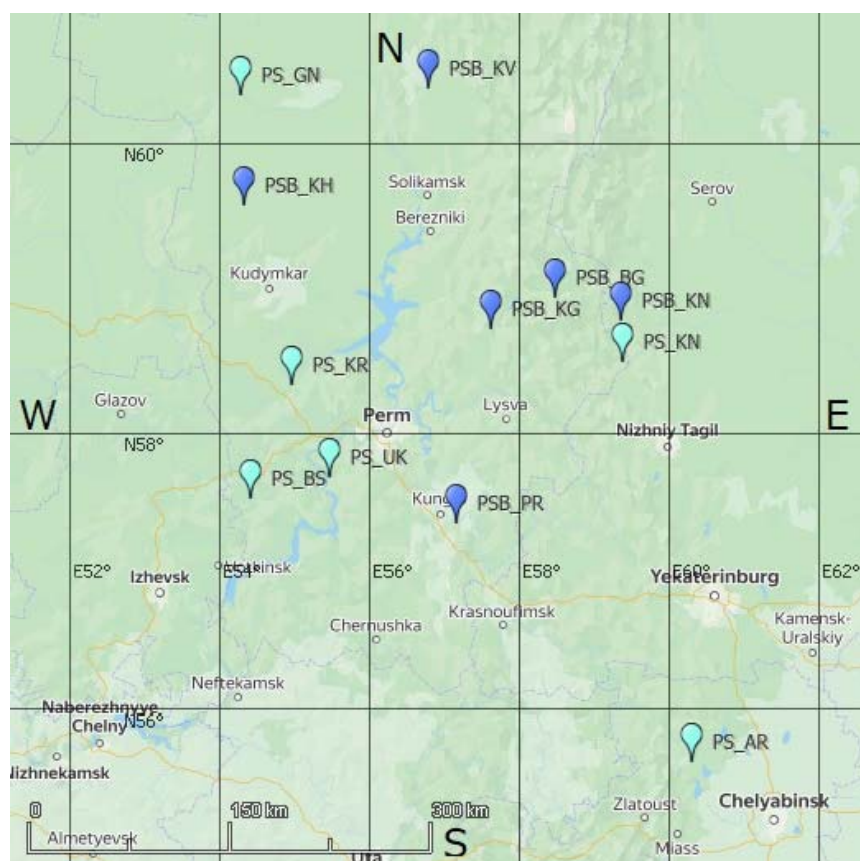 N
PS_GN
PSB_KV
N60°
PSB_KH
Solikamsk
Serov
Berezniki
Kudymkar
PSB_BG
PSB_KG
PSB_KN
PS_KN
PS_KR
Glazov
W
Lysva
Perm
E
N58°
Nizhniy Tagil
PS_UK
PS_BS
PSB_PR
E52°
E54°
E56°
E58°
E60°
E62°
Izhevsk
Yekaterinburg
Krasnoufimsk
Chernushka
Kamensk-
Uralskiy
Neftekamsk
Naberezhnyye
Chelny
N56°
PS_AR
Nizhnekamsk
0
150 km
300 km
Zlatoust
Chelyabinsk
Almetyevsk
S
Miass